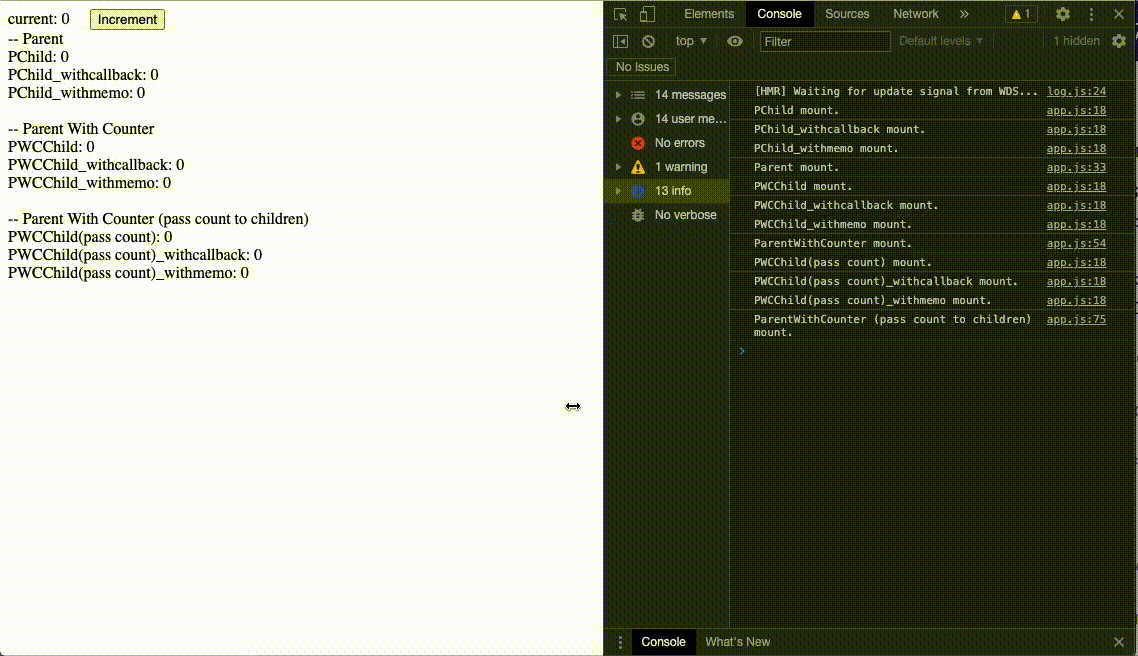 current: 0 Increment
-- Parent
PChild: 0
PChild_withcallback: 0
PChild_withmemo: 0
-- Parent With Counter
PWCChild: 0
PWCChild_withcallback: 0
PWCChild_withmemo: 0
-- Parent With Counter (pass count to children)
PWCChild(pass count): 0
PWCChild(pass count)_withcallback: 0
PWCChild(pass count)_withmemo: 0
Elements Console Sources Network » 1
top Filter Default levels 1 hidden
No Issues
14 messages
14 user me...
No errors
1 warning
13 info
No verbose
[HMR] Waiting for update signal from WDS... log.js:24
PChild mount. app.js:18
PChild_withcallback mount. app.js:18
PChild_withmemo mount. app.js:18
Parent mount. app.js:33
PWCChild mount. app.js:18
PWCChild_withcallback mount. app.js:18
PWCChild_withmemo mount. app.js:18
ParentWithCounter mount. app.js:54
PWCChild(pass count) mount. app.js:18
PWCChild(pass count)_withcallback mount. app.js:18
PWCChild(pass count)_withmemo mount. app.js:18
ParentWithCounter (pass count to children) app.js:75
mount.
Console What's New